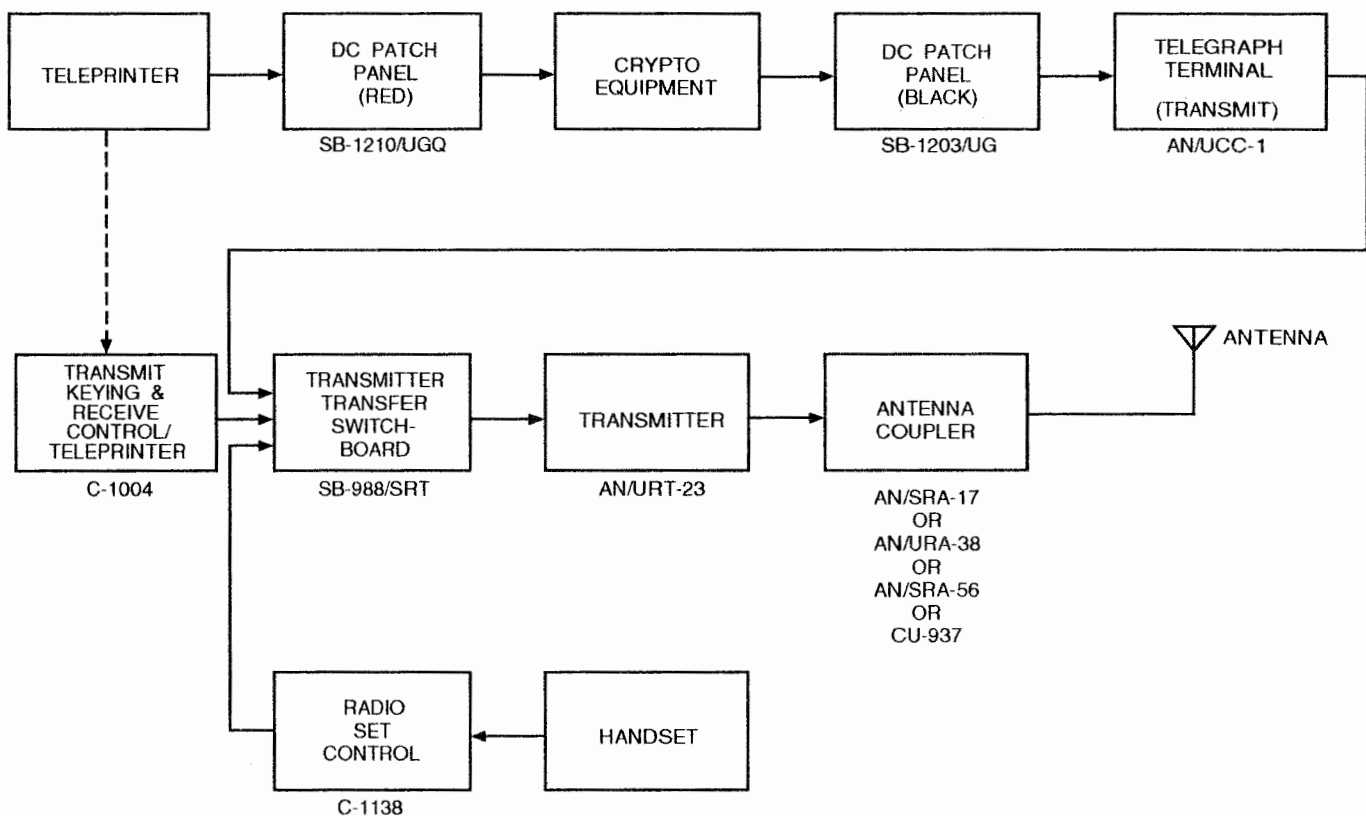 TELEPRINTER
DC PATCH
PANEL
(RED)
SB-1210/UGQ
CRYPTO
EQUIPMENT
DC PATCH
PANEL
(BLACK)
SB-1203/UG
TELEGRAPH
TERMINAL
(TRANSMIT)
AN/UCC-1
TRANSMIT
KEYING &
RECEIVE
CONTROL/
TELEPRINTER
C-1004
TRANSMITTER
TRANSFER
SWITCH-
BOARD
SB-988/SRT
TRANSMITTER
AN/URT-23
ANTENNA
COUPLER
AN/SRA-17
OR
AN/URA-38
OR
AN/SRA-56
OR
CU-937
ANTENNA
RADIO
SET
CONTROL
C-1138
HANDSET